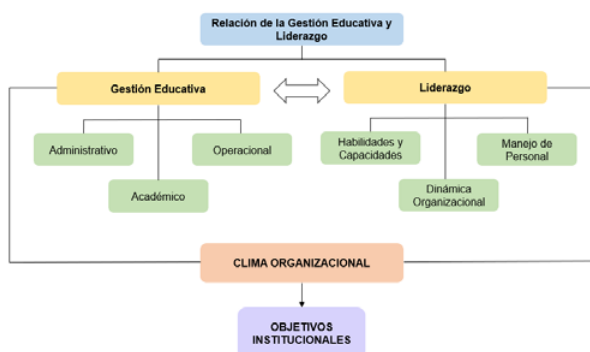 Relación de la Gestión Educativa y
Liderazgo
Gestión Educativa
Liderazgo
Administrativo
Operacional
Académico
Habilidades y
Capacidades
Manejo de
Personal
Dinámica
Organizacional
CLIMA ORGANIZACIONAL
OBJETIVOS
INSTITUCIONALES